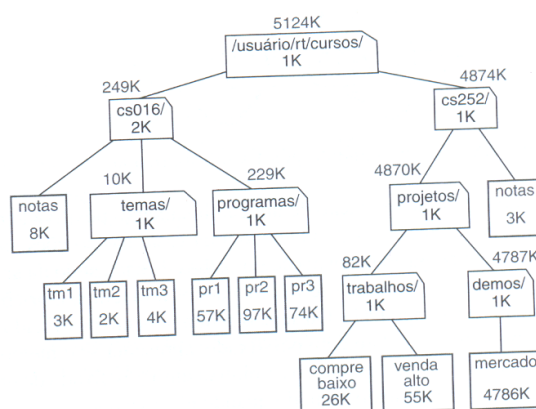 5124K
/usuário/rt/cursos/
1K
249K
cs016/
2K
4874K
cs252/
1K
notas
8K
10K
temas/
1K
229K
programas/
1K
4870K
projetos/
1K
notas
3K
tm1
3K
tm2
2K
tm3
4K
pr1
57K
pr2
97K
pr3
74K
82K
trabalhos/
1K
4787K
demos/
1K
compre
baixo
26K
venda
alto
55K
mercado
4786K